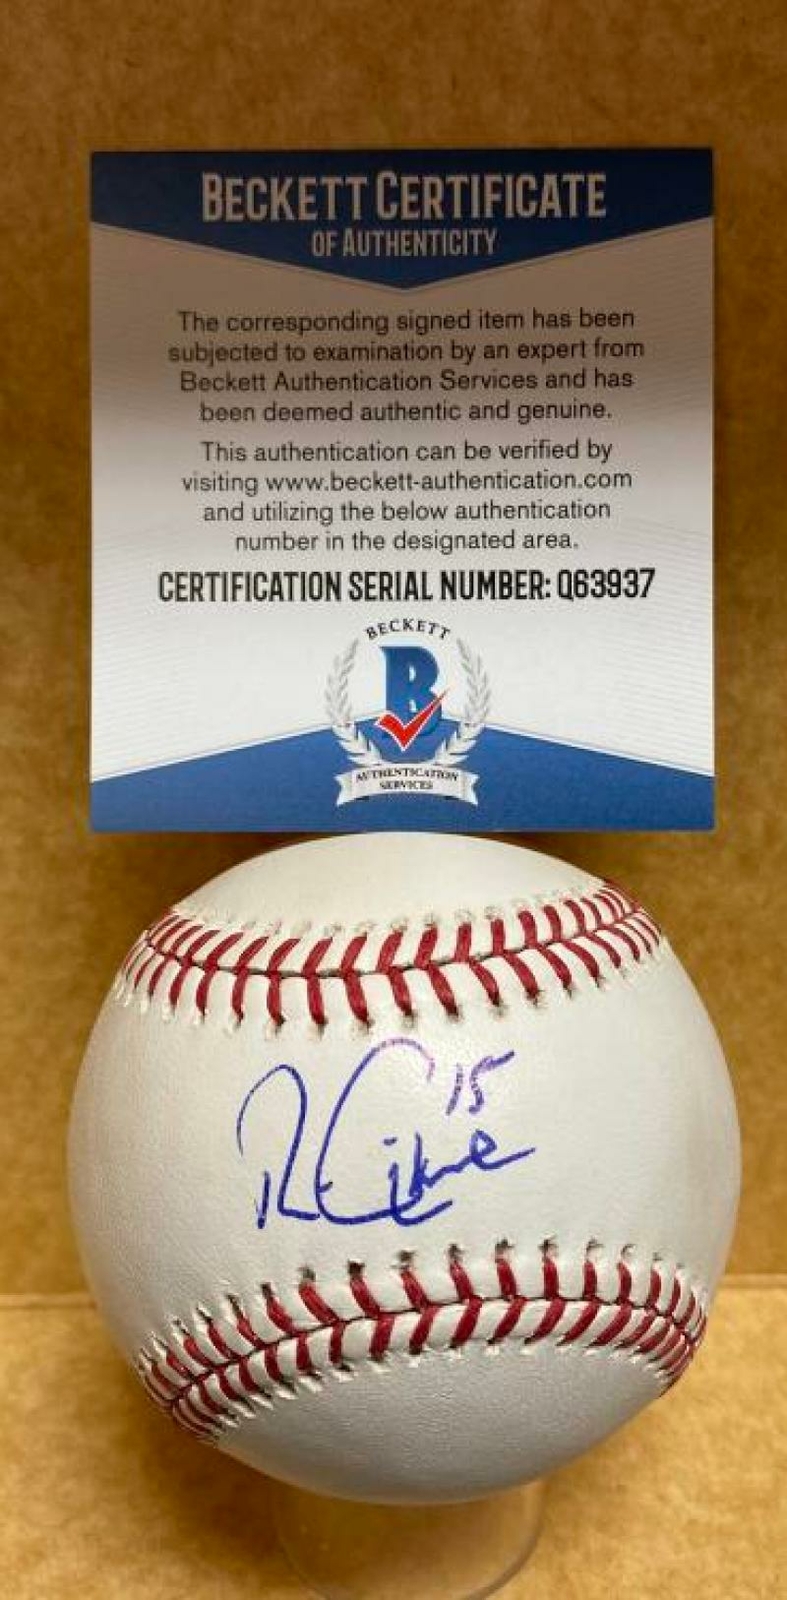 BECKETT CERTIFICATE
OF AUTHENTICITY
The corresponding signed item has been
subjected to examination by an expert from
Beckett Authentication Services and has
been deemed authentic and genuine.
This authentication can be verified by
visiting www.beckett-authentication.com
and utilizing the below authentication
number in the designated area.
CERTIFICATION SERIAL NUMBER: Q63937
BECKETT
B
AUTHENTICATION
SERVICES
15